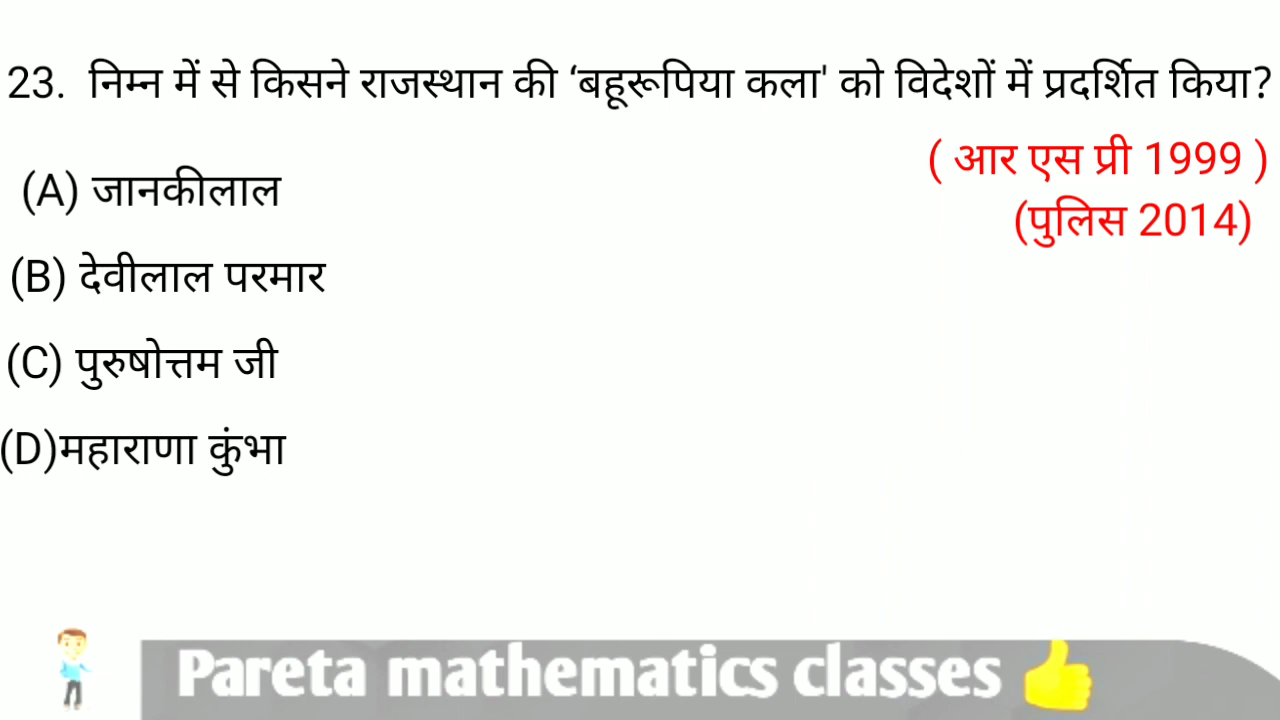 23. निम्न में से किसने राजस्थान की ‘बहूरूपिया कला' को विदेशों में प्रदर्शित किया?
( आर एस प्री 1999 )
(A) जानकीलाल
(पुलिस 2014)
(B) देवीलाल परमार
(C) पुरुषोत्तम जी
(D)महाराणा कुंभा
Pareta mathematics classes